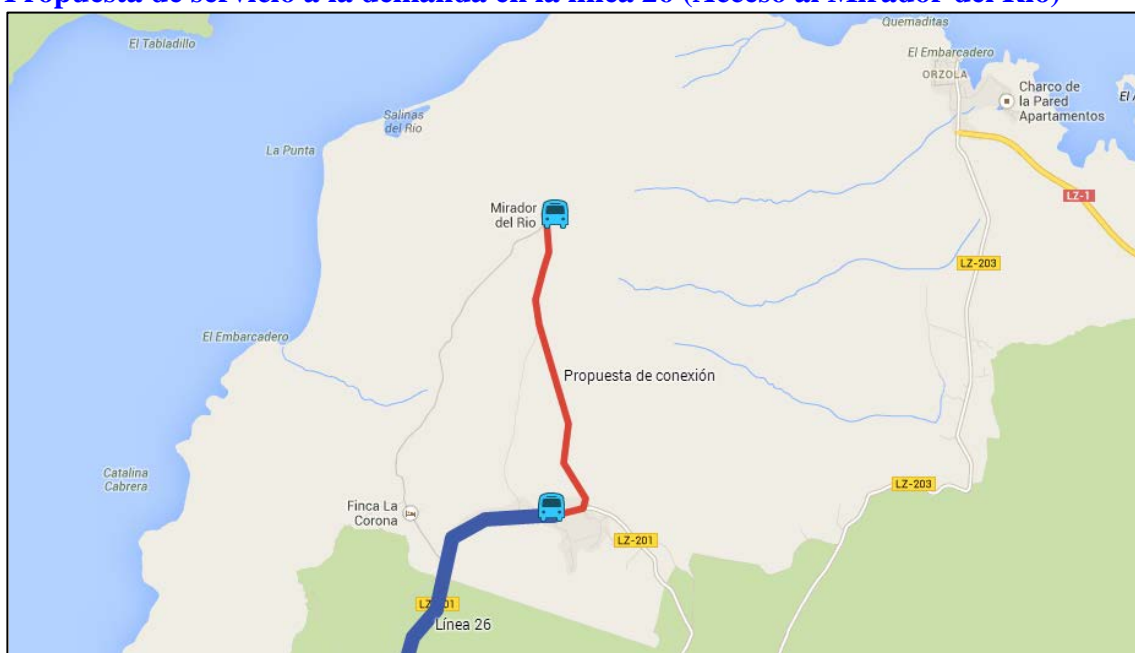 Propuesta de servicio a la demanda en la línea 26 (Acceso al Mirador del Río)
El Tabladillo
Quemaditas
El Embarcadero
ORZOLA
Charco de
la Pared
Apartamentos
Salinas
del Rio
La Punta
Mirador
del Rio
LZ-1
LZ-203
El Embarcadero
Propuesta de conexión
Catalina
Cabrera
Finca La
Corona
LZ-203
LZ-201
Línea 26